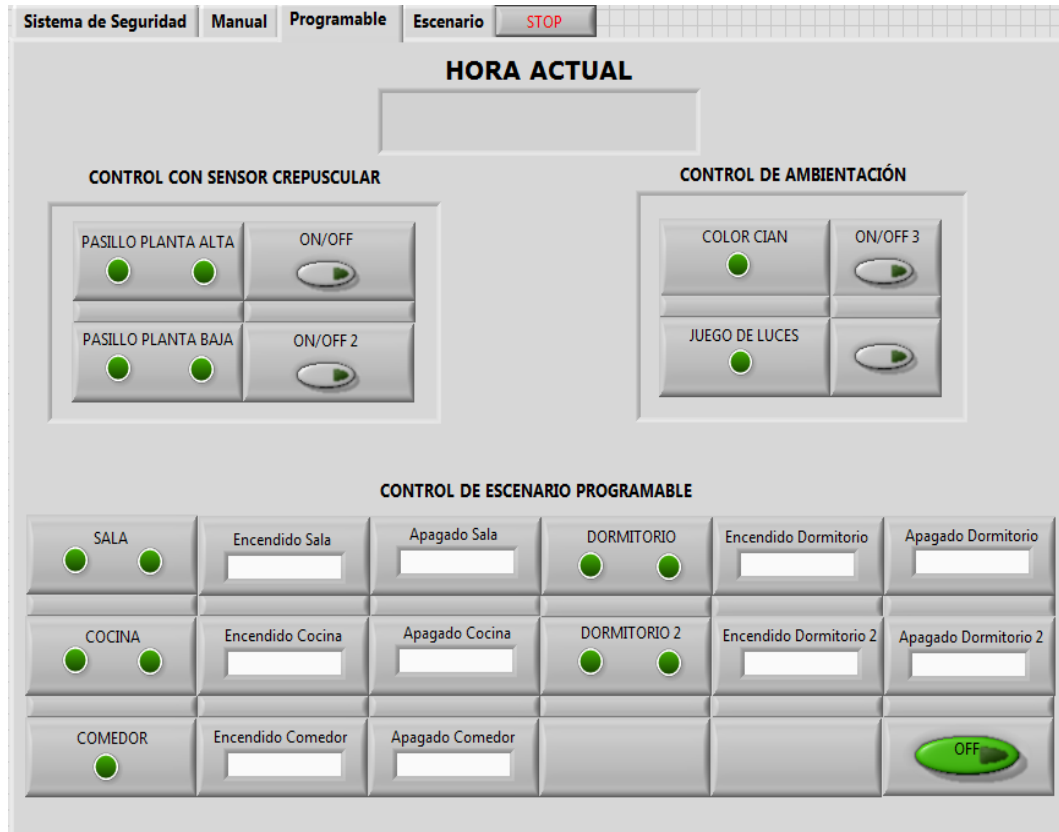 Sistema de Seguridad Manual Programable Escenario STOP
HORA ACTUAL
CONTROL CON SENSOR CREPUSCULAR
PASILLO PLANTA ALTA ON/OFF
PASILLO PLANTA BAJA ON/OFF 2
CONTROL DE AMBIENTACIÓN
COLOR CIAN ON/OFF 3
JUEGO DE LUCES
CONTROL DE ESCENARIO PROGRAMABLE
SALA Encendido Sala Apagado Sala DORMITORIO Encendido Dormitorio Apagado Dormitorio
COCINA Encendido Cocina Apagado Cocina DORMITORIO 2 Encendido Dormitorio 2 Apagado Dormitorio 2
COMEDOR Encendido Comedor Apagado Comedor OFF